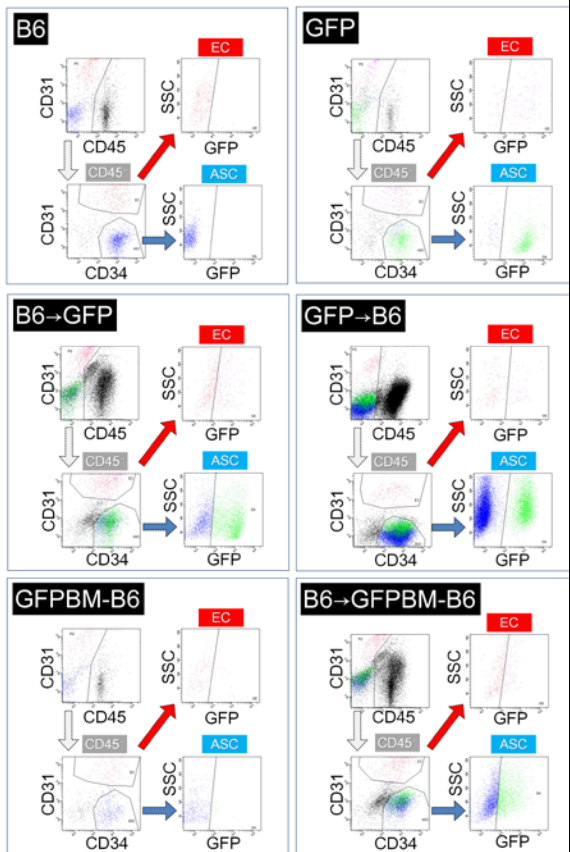 B6
EC
CD31
SSC
CD45
GFP
CD45
ASC
CD31
SSC
CD34
GFP
GFP
EC
CD31
SSC
CD45
GFP
CD45
ASC
CD31
SSC
CD34
GFP
B6→GFP
EC
CD31
SSC
CD45
GFP
CD45
ASC
CD31
SSC
CD34
GFP
GFP→B6
EC
CD31
SSC
CD45
GFP
CD45
ASC
CD31
SSC
CD34
GFP
GFPBM-B6
EC
CD31
SSC
CD45
GFP
CD45
ASC
CD31
SSC
CD34
GFP
B6→GFPBM-B6
EC
CD31
SSC
CD45
GFP
CD45
ASC
CD31
SSC
CD34
GFP